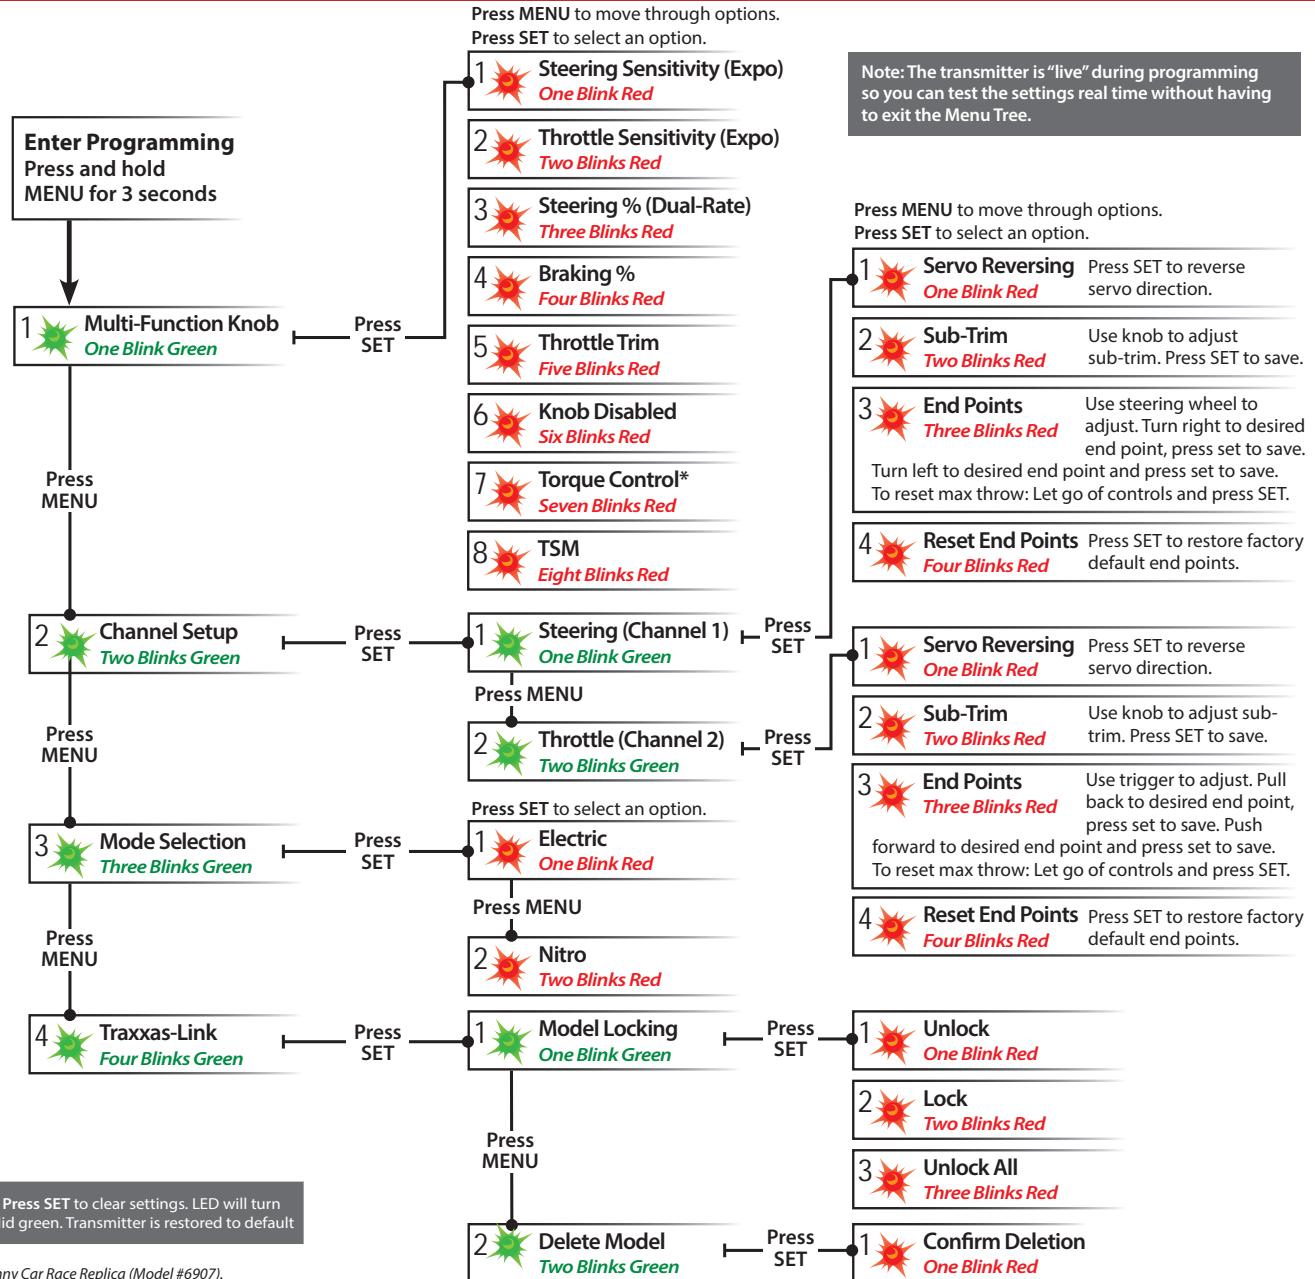 Press MENU to move through options.
Press SET to select an option.
1 Steering Sensitivity (Expo)
One Blink Red
2 Throttle Sensitivity (Expo)
Two Blinks Red
3 Steering % (Dual-Rate)
Three Blinks Red
4 Braking %
Four Blinks Red
5 Throttle Trim
Five Blinks Red
6 Knob Disabled
Six Blinks Red
7 Torque Control*
Seven Blinks Red
8 TSM
Eight Blinks Red
Note: The transmitter is “live” during programming
so you can test the settings real time without having
to exit the Menu Tree.
Enter Programming
Press and hold
MENU for 3 seconds
1 Multi-Function Knob
One Blink Green
Press
SET
Press
MENU
2 Channel Setup
Two Blinks Green
Press
SET
1 Steering (Channel 1)
One Blink Green
Press
SET
Press MENU
2 Throttle (Channel 2)
Two Blinks Green
Press
SET
Press MENU to move through options.
Press SET to select an option.
1 Servo Reversing Press SET to reverse
One Blink Red servo direction.
2 Sub-Trim Use knob to adjust
Two Blinks Red sub-trim. Press SET to save.
3 End Points Use steering wheel to
Three Blinks Red adjust. Turn right to desired
end point, press set to save.
Turn left to desired end point and press set to save.
To reset max throw: Let go of controls and press SET.
4 Reset End Points Press SET to restore factory
Four Blinks Red default end points.
1 Servo Reversing Press SET to reverse
One Blink Red servo direction.
2 Sub-Trim Use knob to adjust sub-
Two Blinks Red trim. Press SET to save.
3 End Points Use trigger to adjust. Pull
Three Blinks Red back to desired end point,
press set to save. Push
forward to desired end point and press set to save.
To reset max throw: Let go of controls and press SET.
4 Reset End Points Press SET to restore factory
Four Blinks Red default end points.
Press
MENU
3 Mode Selection
Three Blinks Green
Press
SET
Press SET to select an option.
1 Electric
One Blink Red
Press MENU
2 Nitro
Two Blinks Red
Press
MENU
4 Traxxas-Link
Four Blinks Green
Press
SET
1 Model Locking
One Blink Green
Press
SET
1 Unlock
One Blink Red
2 Lock
Two Blinks Red
3 Unlock All
Three Blinks Red
Press
MENU
2 Delete Model
Two Blinks Green
Press
SET
1 Confirm Deletion
One Blink Red
Press SET to clear settings. LED will turn
id green. Transmitter is restored to default
nny Car Race Replica (Model #6907).